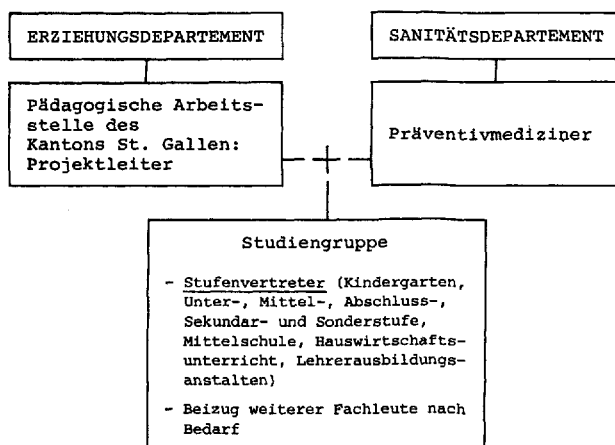 ERZIEHUNGSDEPARTEMENT
SANITÄTSDEPARTEMENT
Pädagogische Arbeits-
stelle des
Kantons St. Gallen:
Projektleiter
Präventivmediziner
Studiengruppe
- Stufenvertreter (Kindergarten,
Unter-, Mittel-, Abschluss-,
Sekundar- und Sonderstufe,
Mittelschule, Hauswirtschafts-
unterricht, Lehrerausbildungs-
anstalten)
- Beizug weiterer Fachleute nach
Bedarf